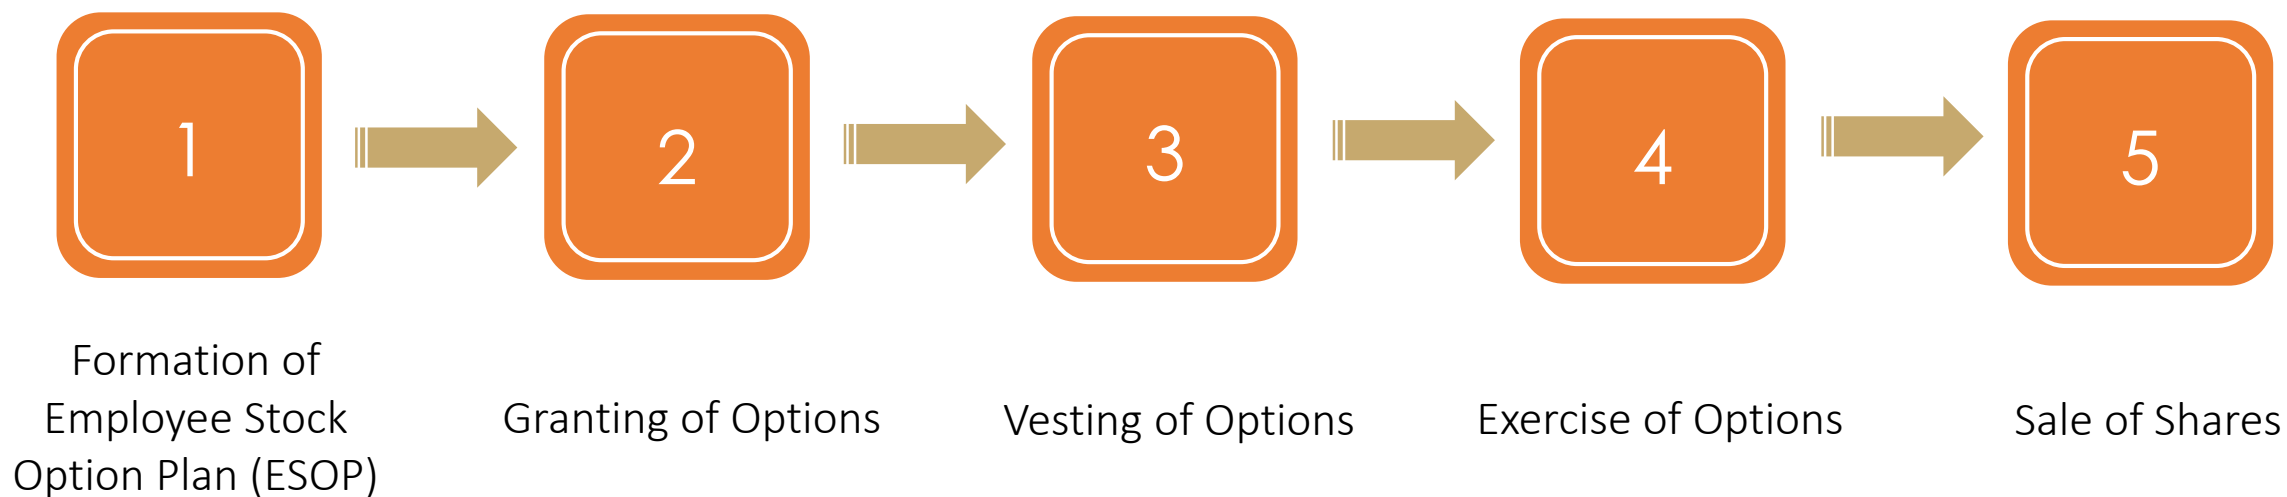 1
2
3
4
5
Formation of
Employee Stock
Option Plan (ESOP)
Granting of Options
Vesting of Options
Exercise of Options
Sale of Shares